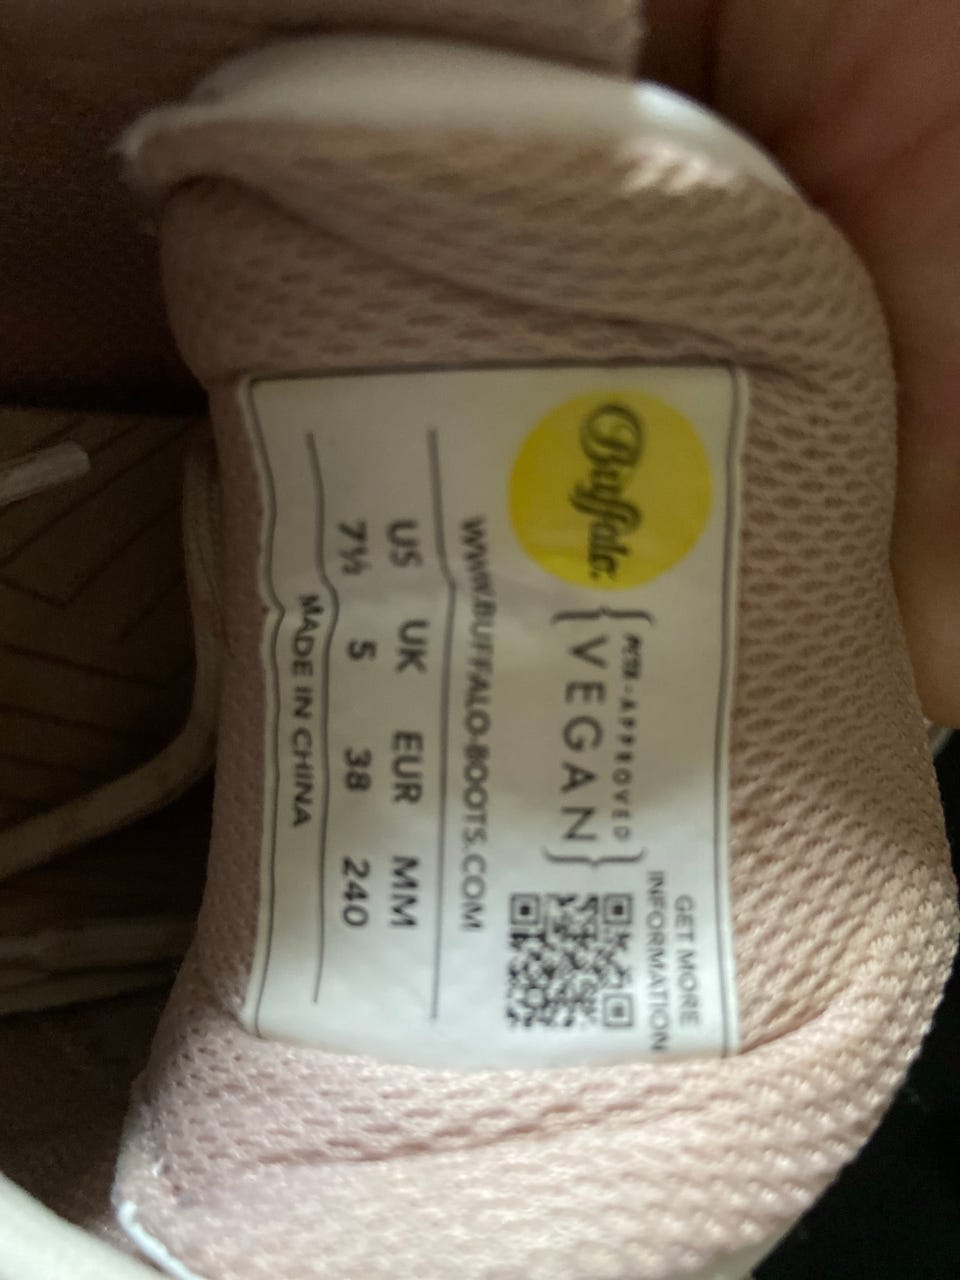 Buffalo.
{PETA-APPROVED
VEGAN}
GET MORE
INFORMATION
WWW.BUFFALO-BOOTS.COM
US UK EUR MM
7½ 5 38 240
MADE IN CHINA